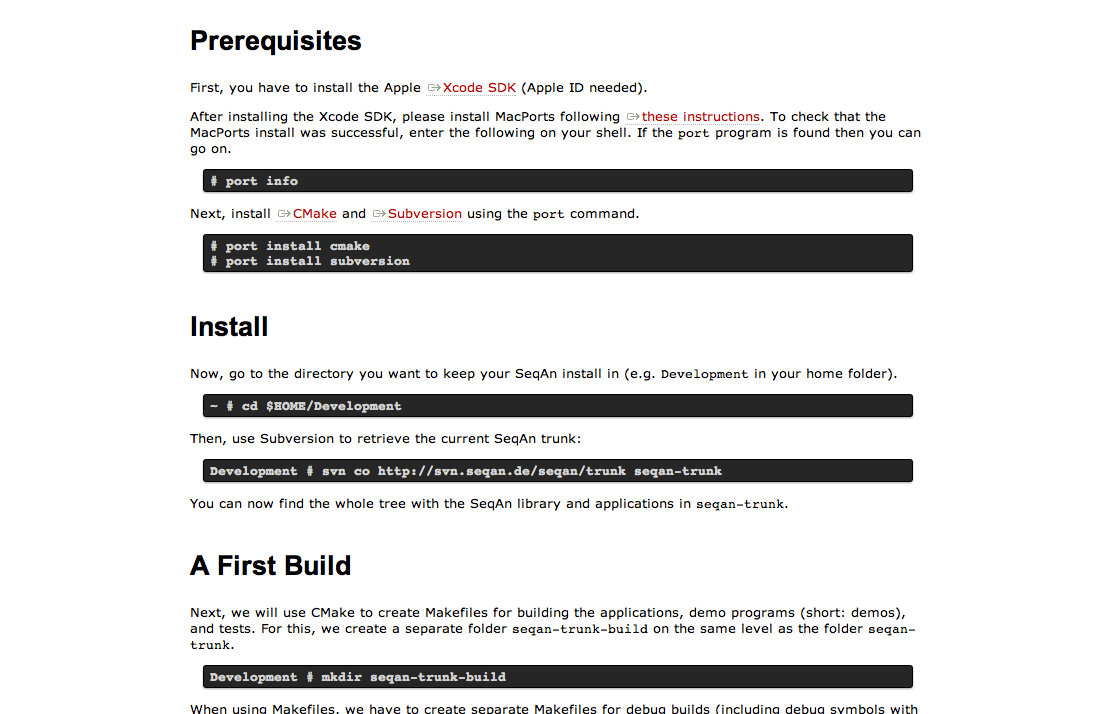 Prerequisites
First, you have to install the Apple Xcode SDK (Apple ID needed).
After installing the Xcode SDK, please install MacPorts following these instructions. To check that the
MacPorts install was successful, enter the following on your shell. If the port program is found then you can
go on.
# port info
Next, install CMake and Subversion using the port command.
# port install cmake
# port install subversion
Install
Now, go to the directory you want to keep your SeqAn install in (e.g. Development in your home folder).
~ # cd $HOME/Development
Then, use Subversion to retrieve the current SeqAn trunk:
Development # svn co http://svn.seqan.de/seqan/trunk seqan-trunk
You can now find the whole tree with the SeqAn library and applications in seqan-trunk.
A First Build
Next, we will use CMake to create Makefiles for building the applications, demo programs (short: demos),
and tests. For this, we create a separate folder seqan-trunk-build on the same level as the folder seqan-
trunk.
Development # mkdir seqan-trunk-build
When using Makefiles, we have to create separate Makefiles for debug builds (including debug symbols with